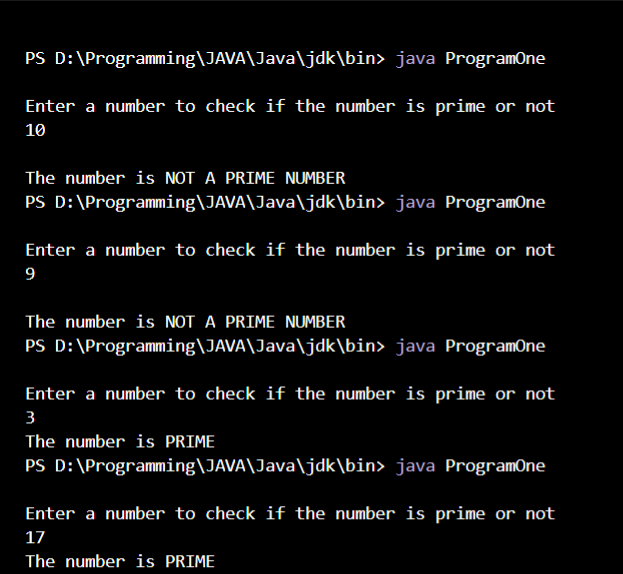 PS D:\Programming\JAVA\Java\jdk\bin> java ProgramOne
Enter a number to check if the number is prime or not
10
The number is NOT A PRIME NUMBER
PS D:\Programming\JAVA\Java\jdk\bin> java ProgramOne
Enter a number to check if the number is prime or not
9
The number is NOT A PRIME NUMBER
PS D:\Programming\JAVA\Java\jdk\bin> java ProgramOne
Enter a number to check if the number is prime or not
3
The number is PRIME
PS D:\Programming\JAVA\Java\jdk\bin> java ProgramOne
Enter a number to check if the number is prime or not
17
The number is PRIME